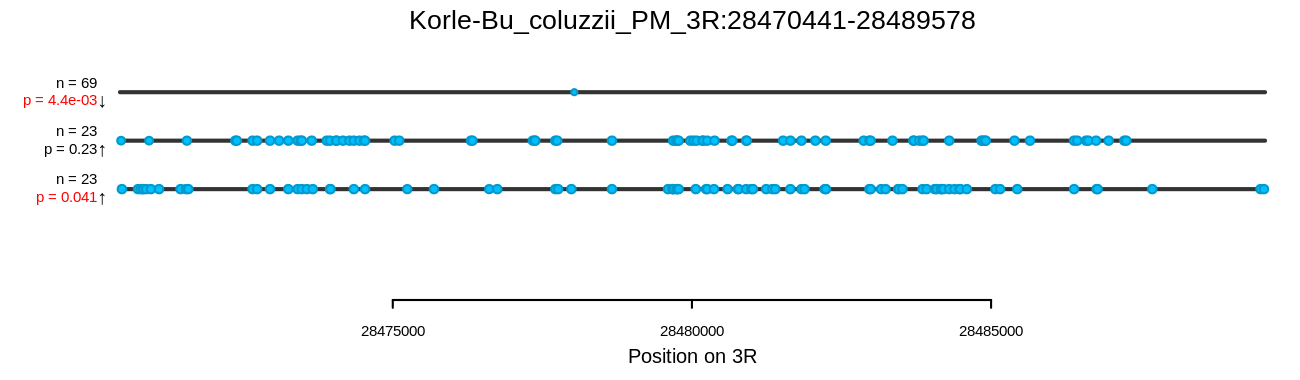 Korle-Bu_coluzzii_PM_3R:28470441-28489578
n = 69
p = 4.4e-03↓
n = 23
p = 0.23↑
n = 23
p = 0.041↑
28475000 28480000 28485000
Position on 3R